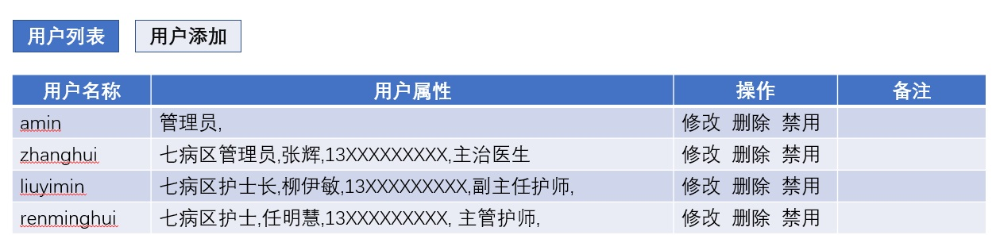 用户列表 用户添加
用户名称 用户属性 操作 备注
amin 管理员, 修改 删除 禁用
zhanghui 七病区管理员,张辉,13XXXXXXXXX,主治医生 修改 删除 禁用
liuyimin 七病区护士长,柳伊敏,13XXXXXXXXX,副主任护师, 修改 删除 禁用
renminghui 七病区护士,任明慧,13XXXXXXXXX, 主管护师, 修改 删除 禁用